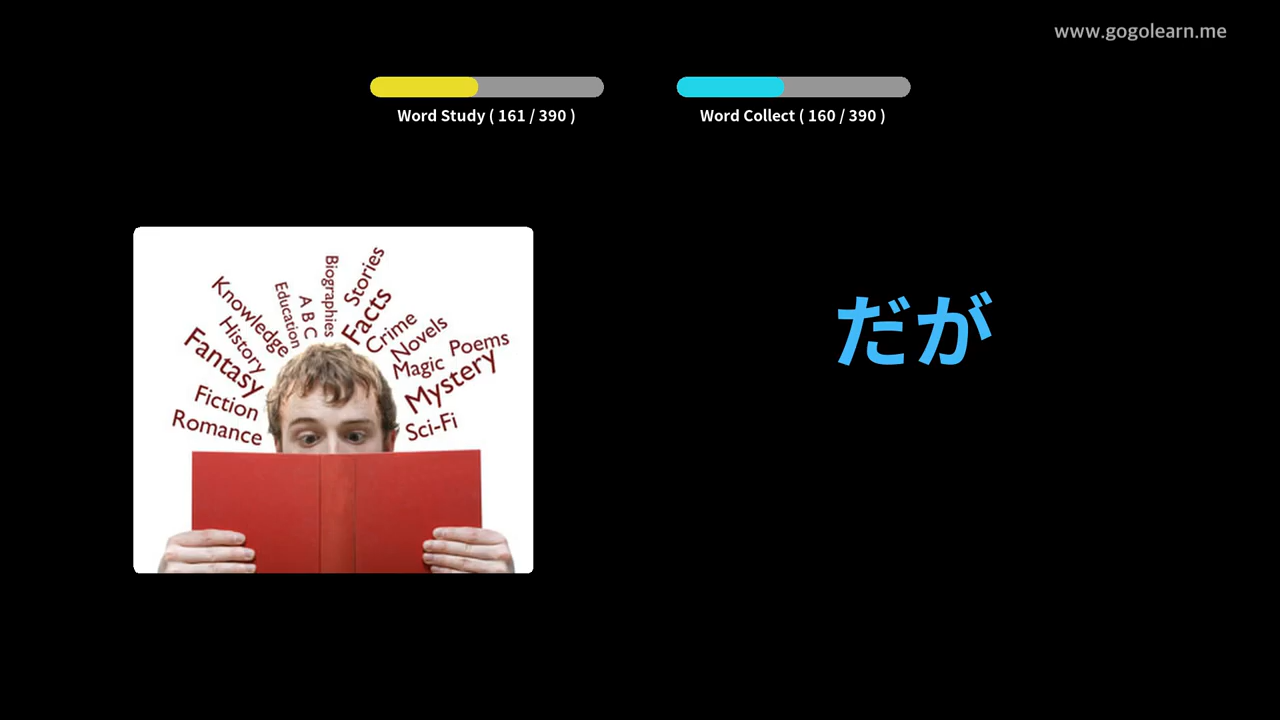 www.gogolearn.me
Word Study ( 161 / 390 )
Word Collect ( 160 / 390 )
Romance
Fiction
Fantasy
History
Knowledge
Education
A B C
Biographies
Stories
Facts
Crime
Novels
Magic
Poems
Mystery
Sci-Fi
だが